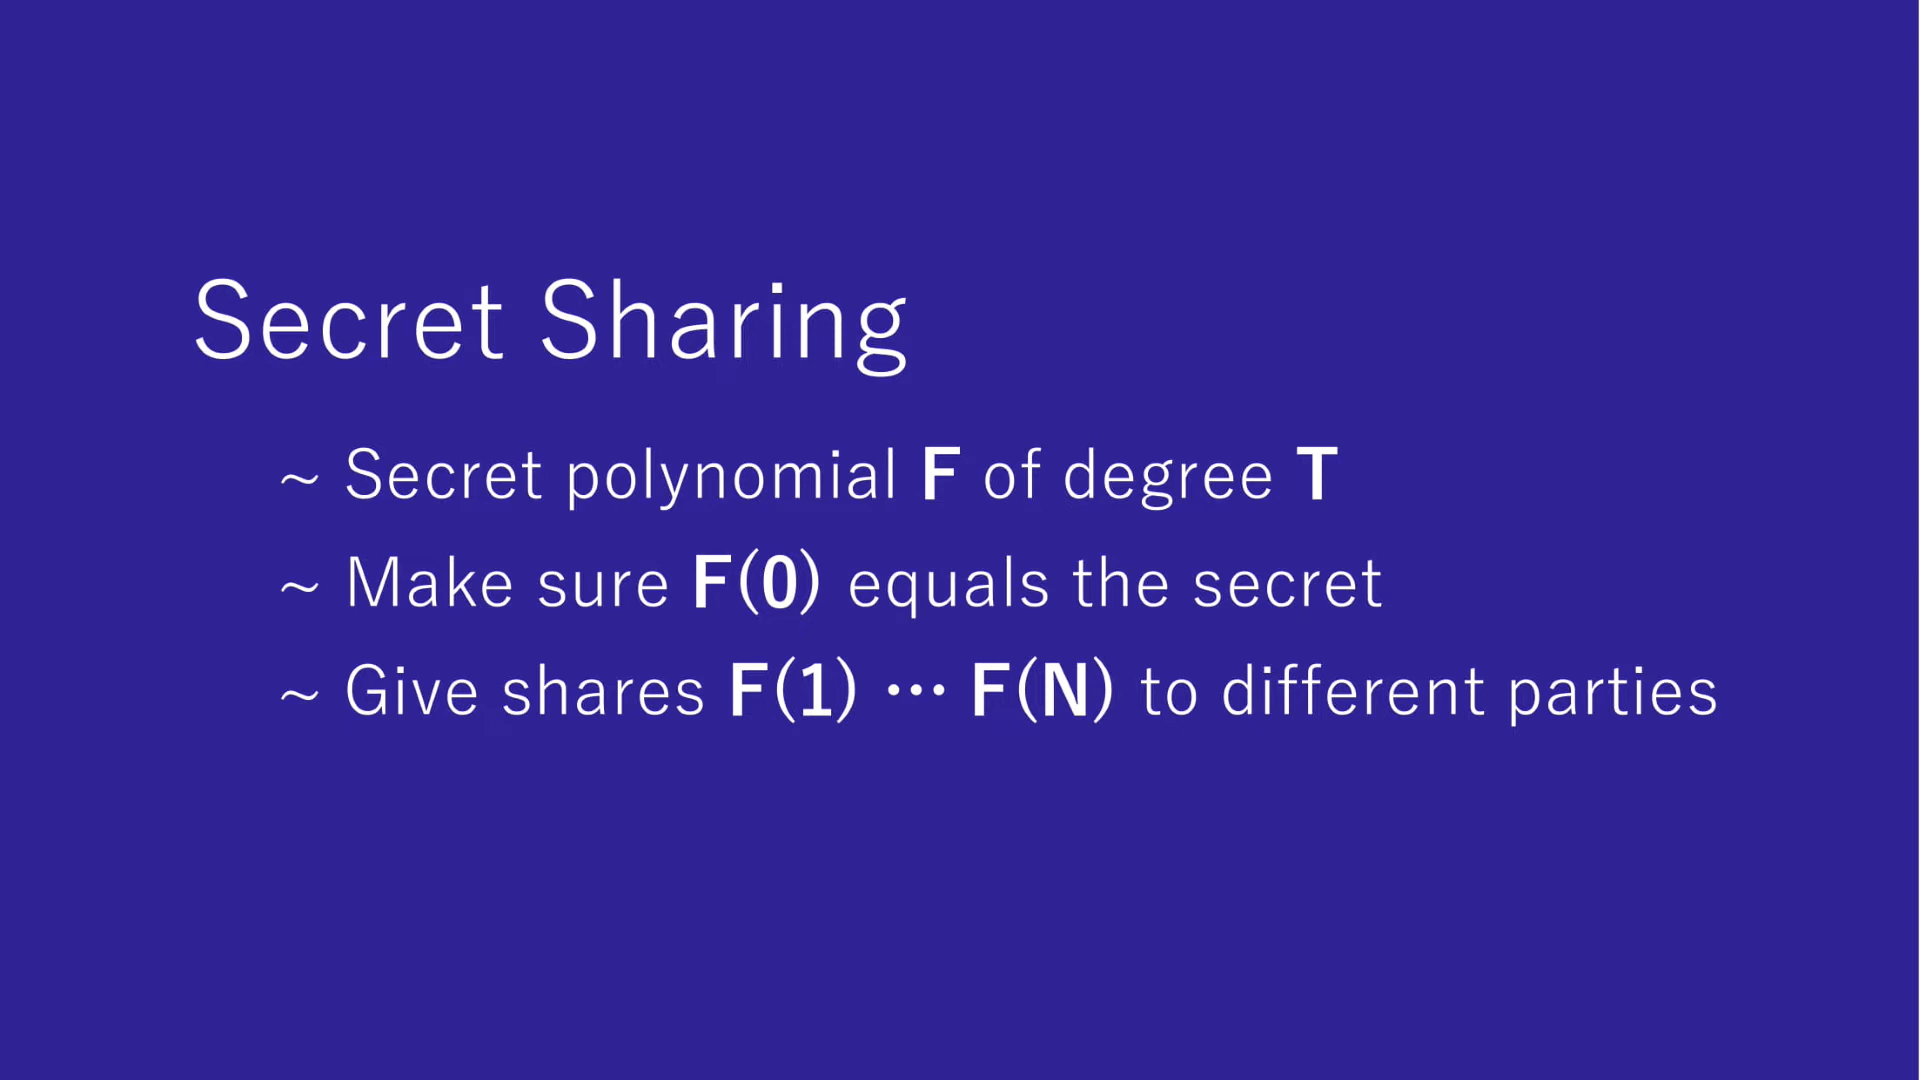 Secret Sharing
~ Secret polynomial F of degree T
~ Make sure F(0) equals the secret
~ Give shares F(1) ⋯ F(N) to different parties